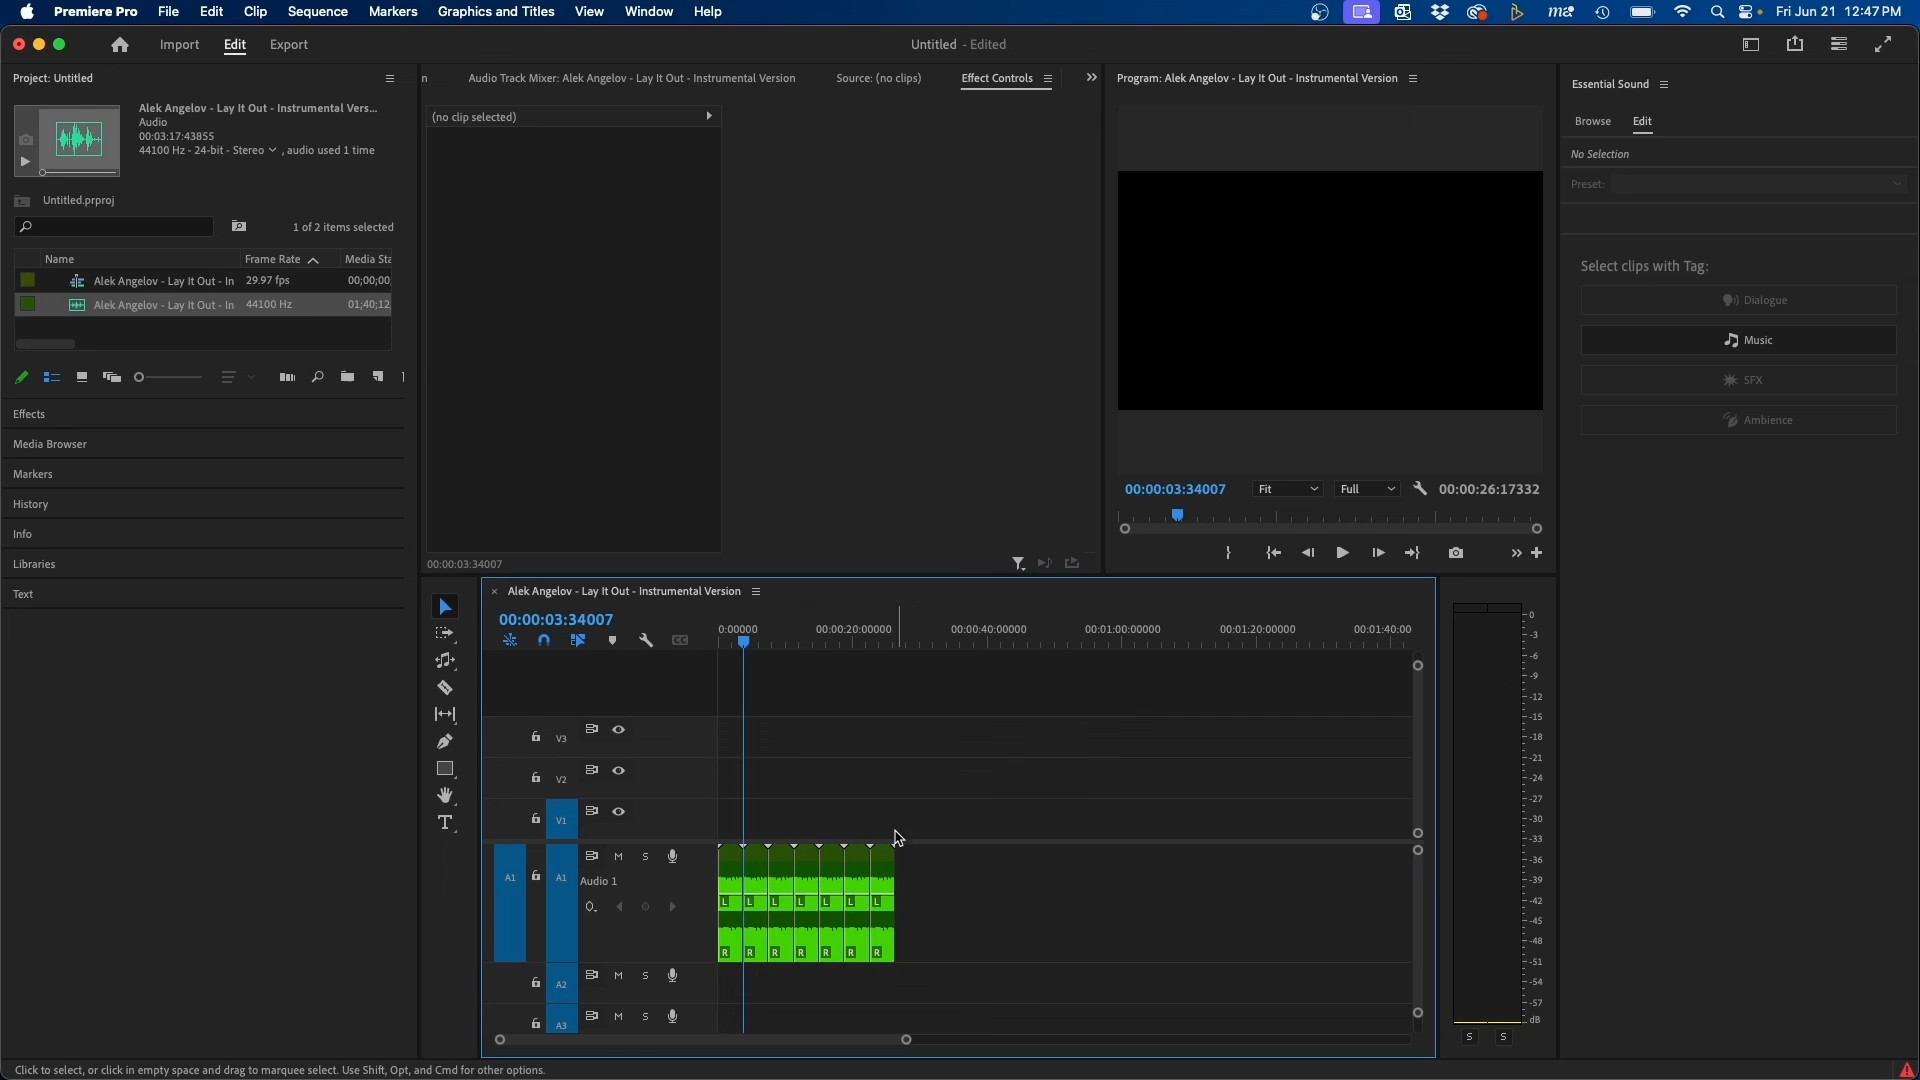 Premiere Pro File Edit Clip Sequence Markers Graphics and Titles View Window Help
Fri Jun 21 12:47 PM
Import Edit Export
Untitled - Edited
Project: Untitled
Alek Angelov - Lay It Out - Instrumental Vers...
Audio
00:03:17:43855
44100 Hz - 24-bit - Stereo , audio used 1 time
Untitled.prproj
1 of 2 items selected
Name Frame Rate Media Sta
Alek Angelov - Lay It Out - In 29.97 fps 00;00;00
Alek Angelov - Lay It Out - In 44100 Hz 01;40;12
Effects
Media Browser
Markers
History
Info
Libraries
Text
n Audio Track Mixer: Alek Angelov - Lay It Out - Instrumental Version Source: (no clips) Effect Controls
(no clip selected)
00:00:03:34007
Program: Alek Angelov - Lay It Out - Instrumental Version
00:00:03:34007 Fit Full 00:00:26:17332
Essential Sound
Browse Edit
No Selection
Preset:
Select clips with Tag:
Dialogue
Music
SFX
Ambience
× Alek Angelov - Lay It Out - Instrumental Version
00:00:03:34007
0:00000 00:00:20:00000 00:00:40:00000 00:01:00:00000 00:01:20:00000 00:01:40:00
CC
V3
V2
V1
A1 A1 M S
Audio 1
L L L L L L L
R R R R R R R
A2 M S
A3 M S
0
-3
-6
-9
-12
-15
-18
-21
-24
-27
-30
-33
-36
-39
-42
-45
-48
-51
-54
-57
dB
S S
Click to select, or click in empty space and drag to marquee select. Use Shift, Opt, and Cmd for other options.